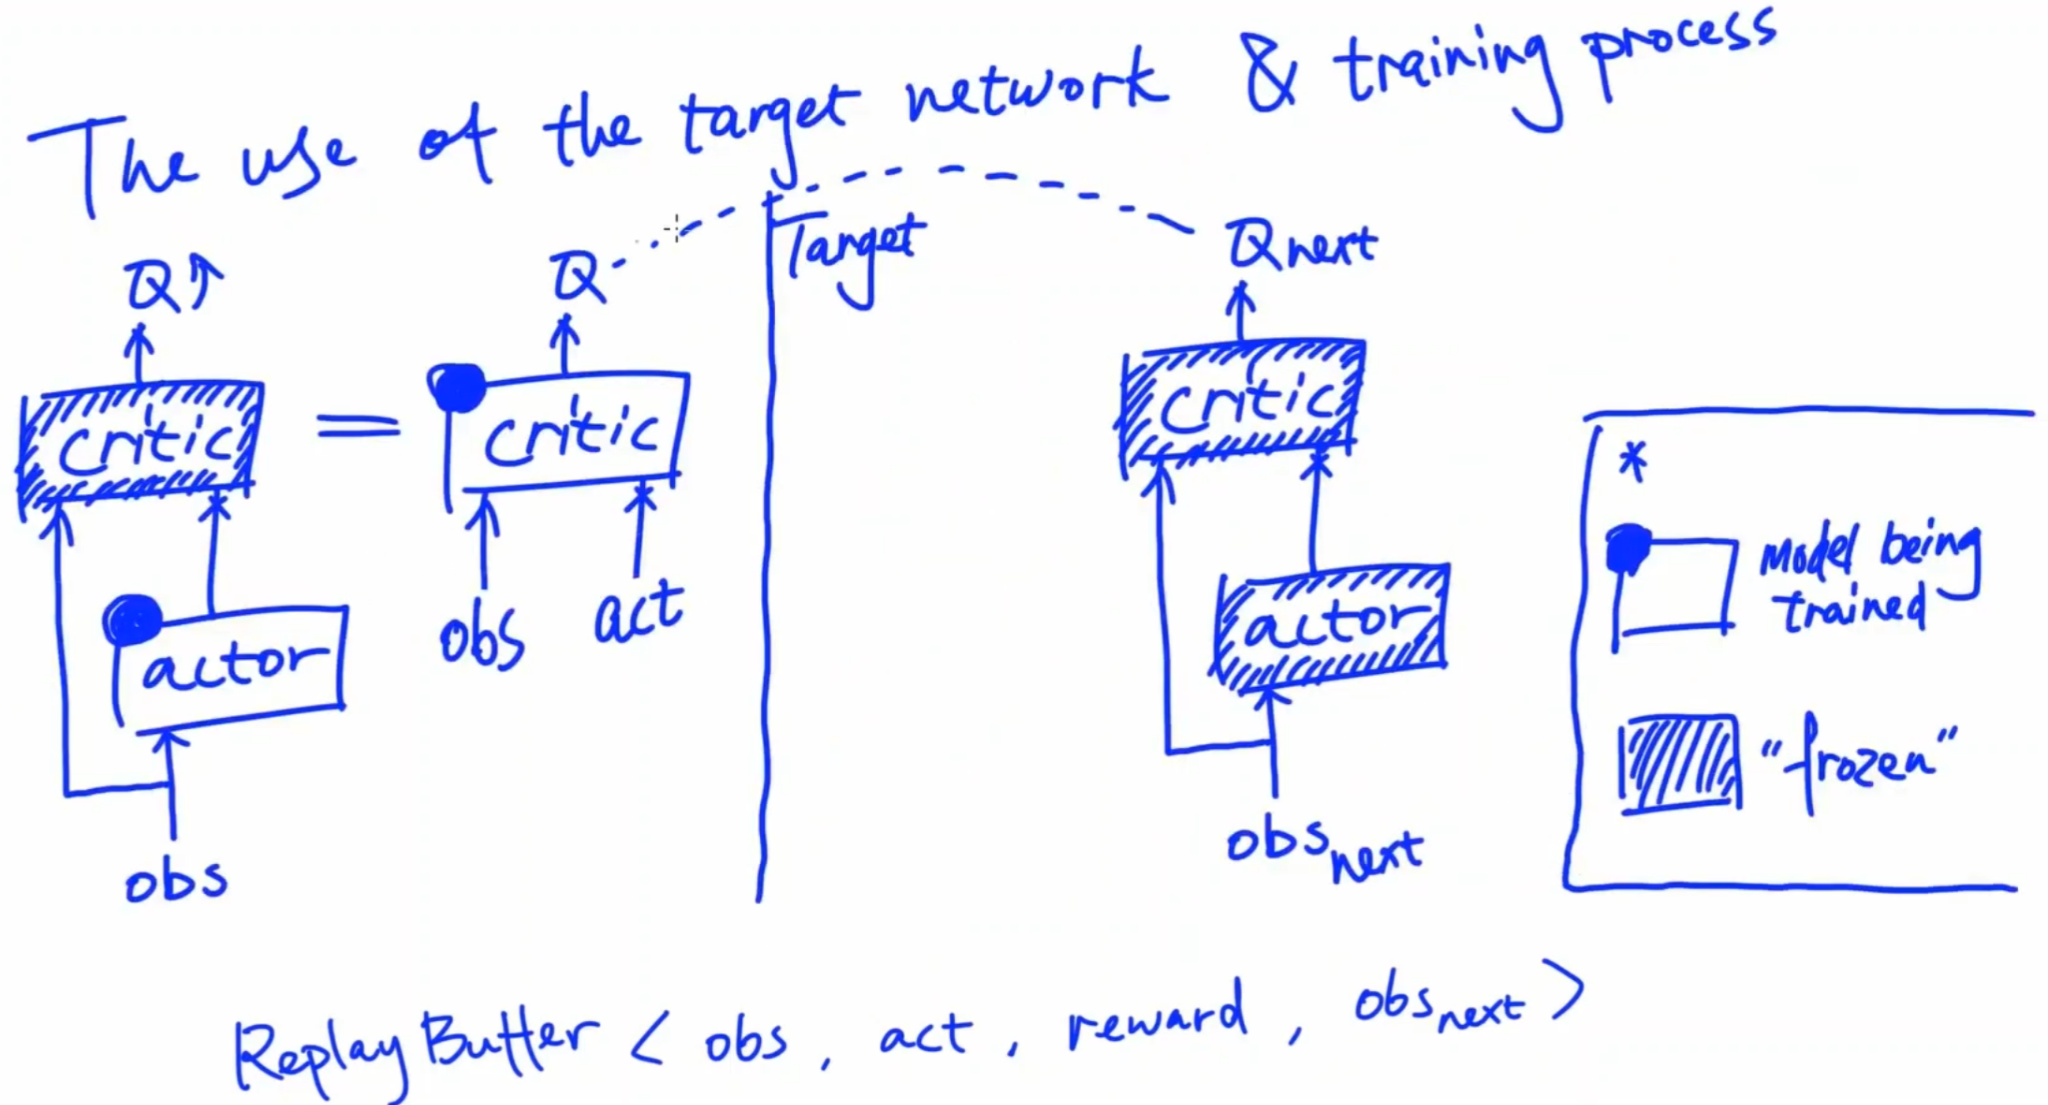 The use of the target network & training process
Target
Q↑
Q
Qnext
critic
=
critic
critic
actor
obs
act
actor
obs
obsnext
*
model being
trained
"frozen"
Replay Buffer < obs, act, reward, obsnext >